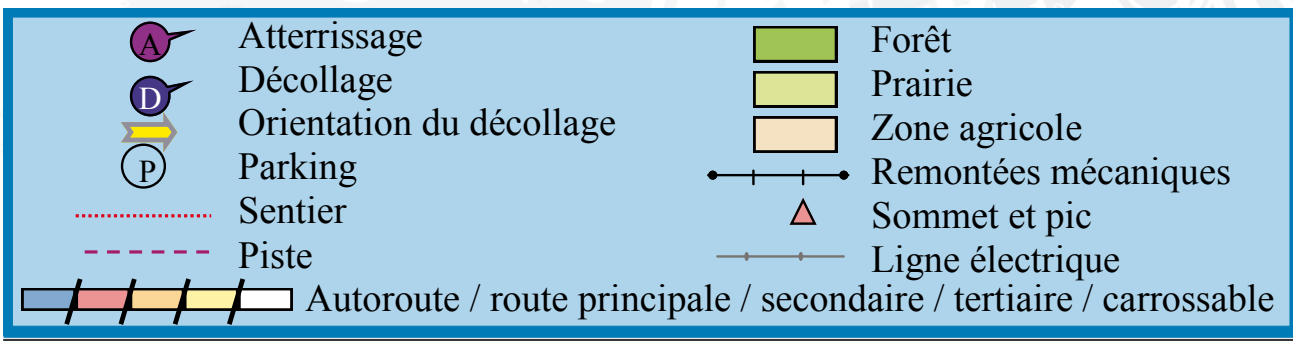 A Atterrissage
D Décollage
Orientation du décollage
P Parking
Sentier
Piste
Forêt
Prairie
Zone agricole
Remontées mécaniques
Sommet et pic
Ligne électrique
Autoroute / route principale / secondaire / tertiaire / carrossable